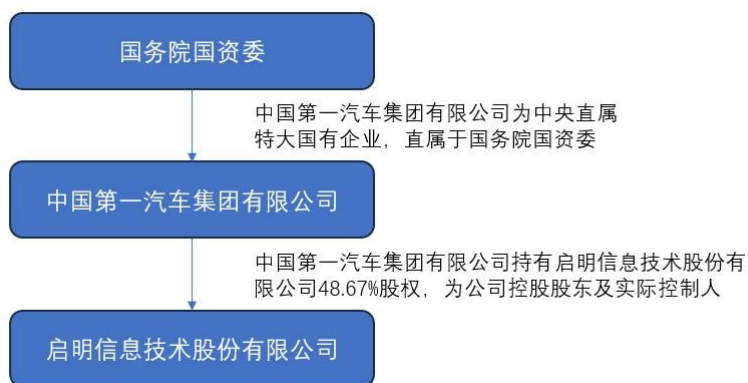 国务院国资委
中国第一汽车集团有限公司为中央直属
特大国有企业，直属于国务院国资委
中国第一汽车集团有限公司
中国第一汽车集团有限公司持有启明信息技术股份有
限公司48.67%股权，为公司控股股东及实际控制人
启明信息技术股份有限公司